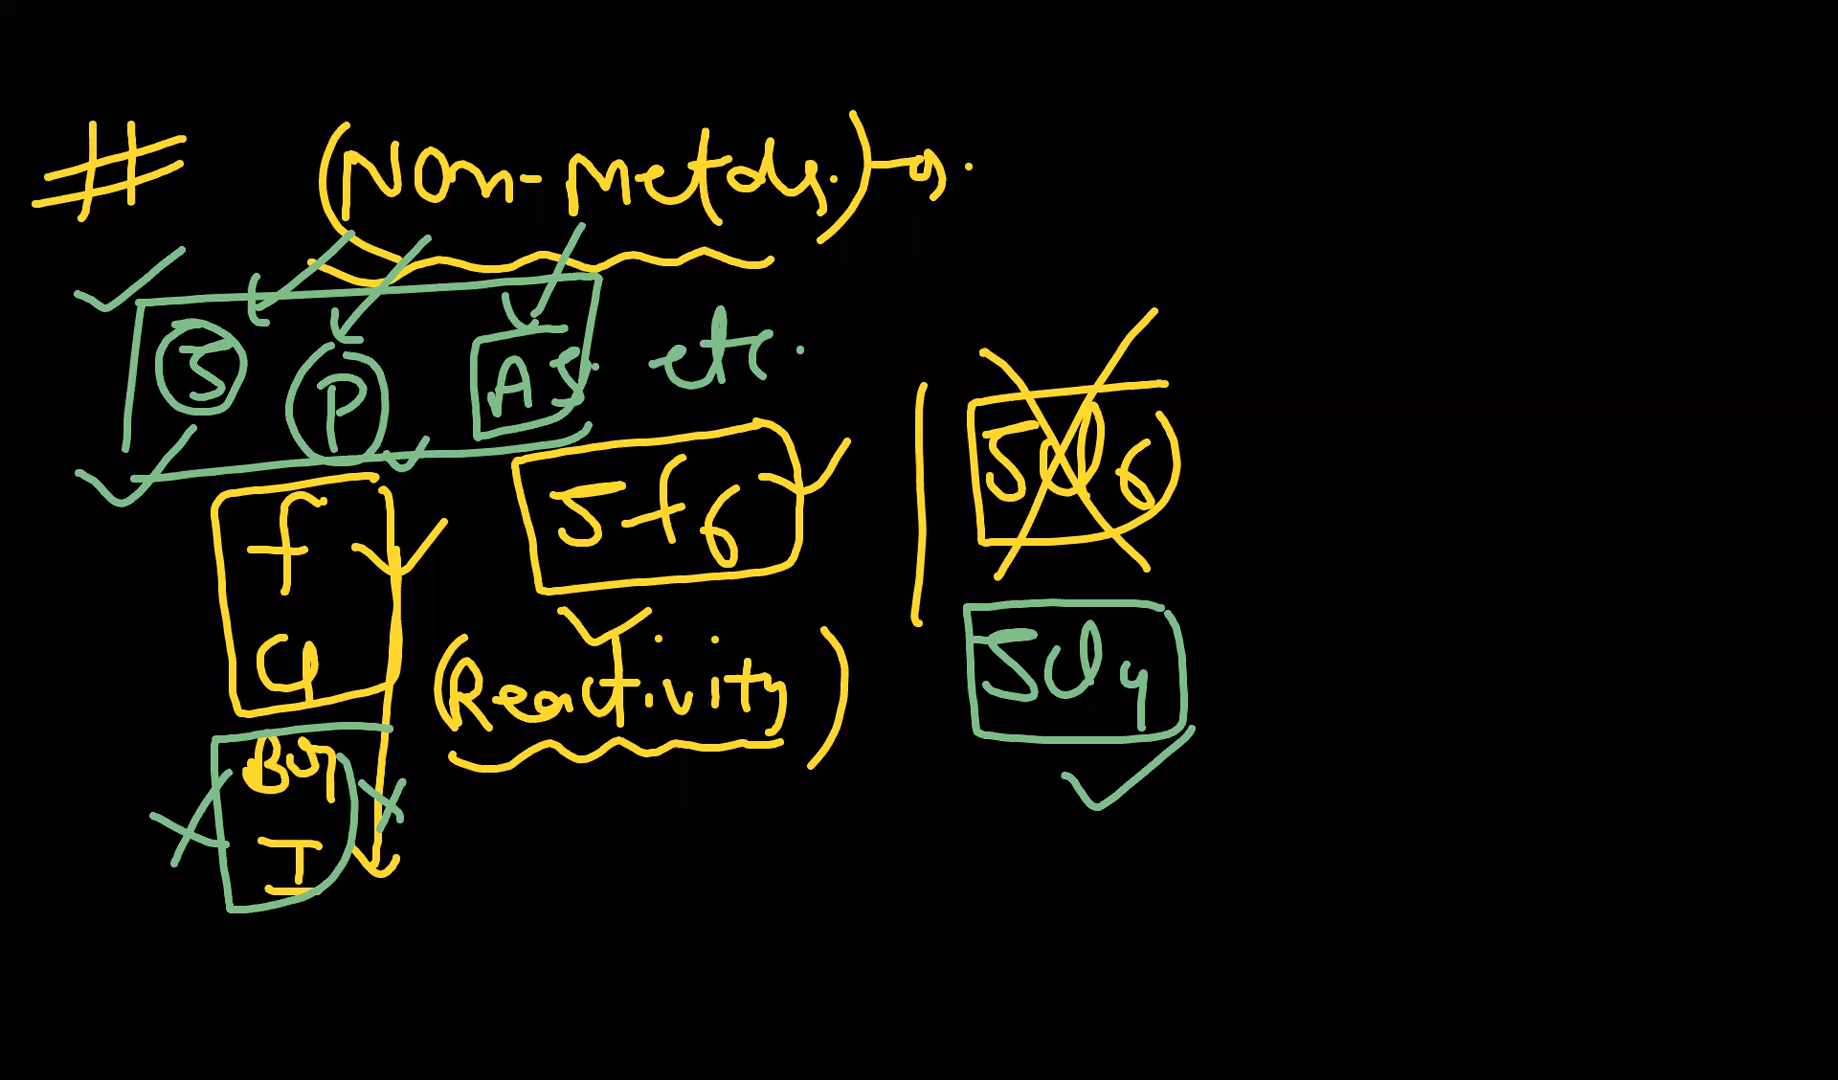 # (Non-Metals.)→.
S P As. etc.
F SF6 SCl6
Cl (Reactivity) SCl4
Br
I